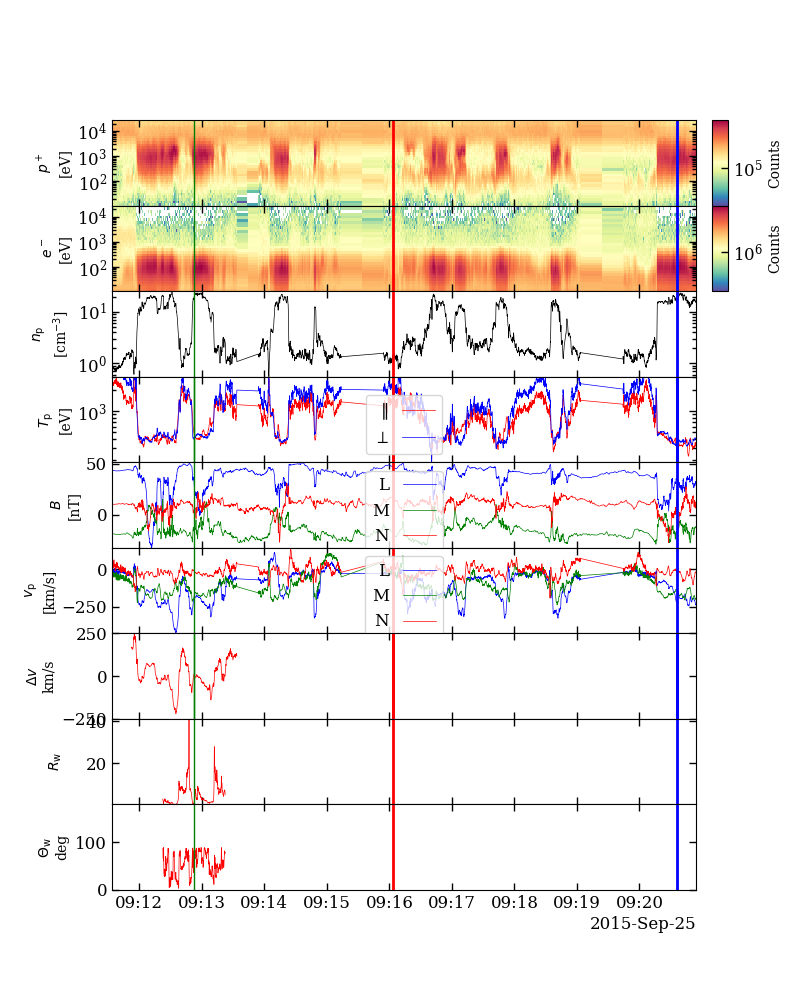 10⁴
10³
10²
p⁺
[eV]
10⁵
Counts
10⁴
10³
10²
e⁻
[eV]
10⁶
Counts
10¹
10⁰
nₚ
[cm⁻³]
10³
Tₚ
[eV]
∥
⊥
50
0
B
[nT]
L
M
N
0
−250
vₚ
[km/s]
L
M
N
250
0
−250
Δv
km/s
40
20
R_w
100
0
Θ_w
deg
09:12 09:13 09:14 09:15 09:16 09:17 09:18 09:19 09:20
2015-Sep-25